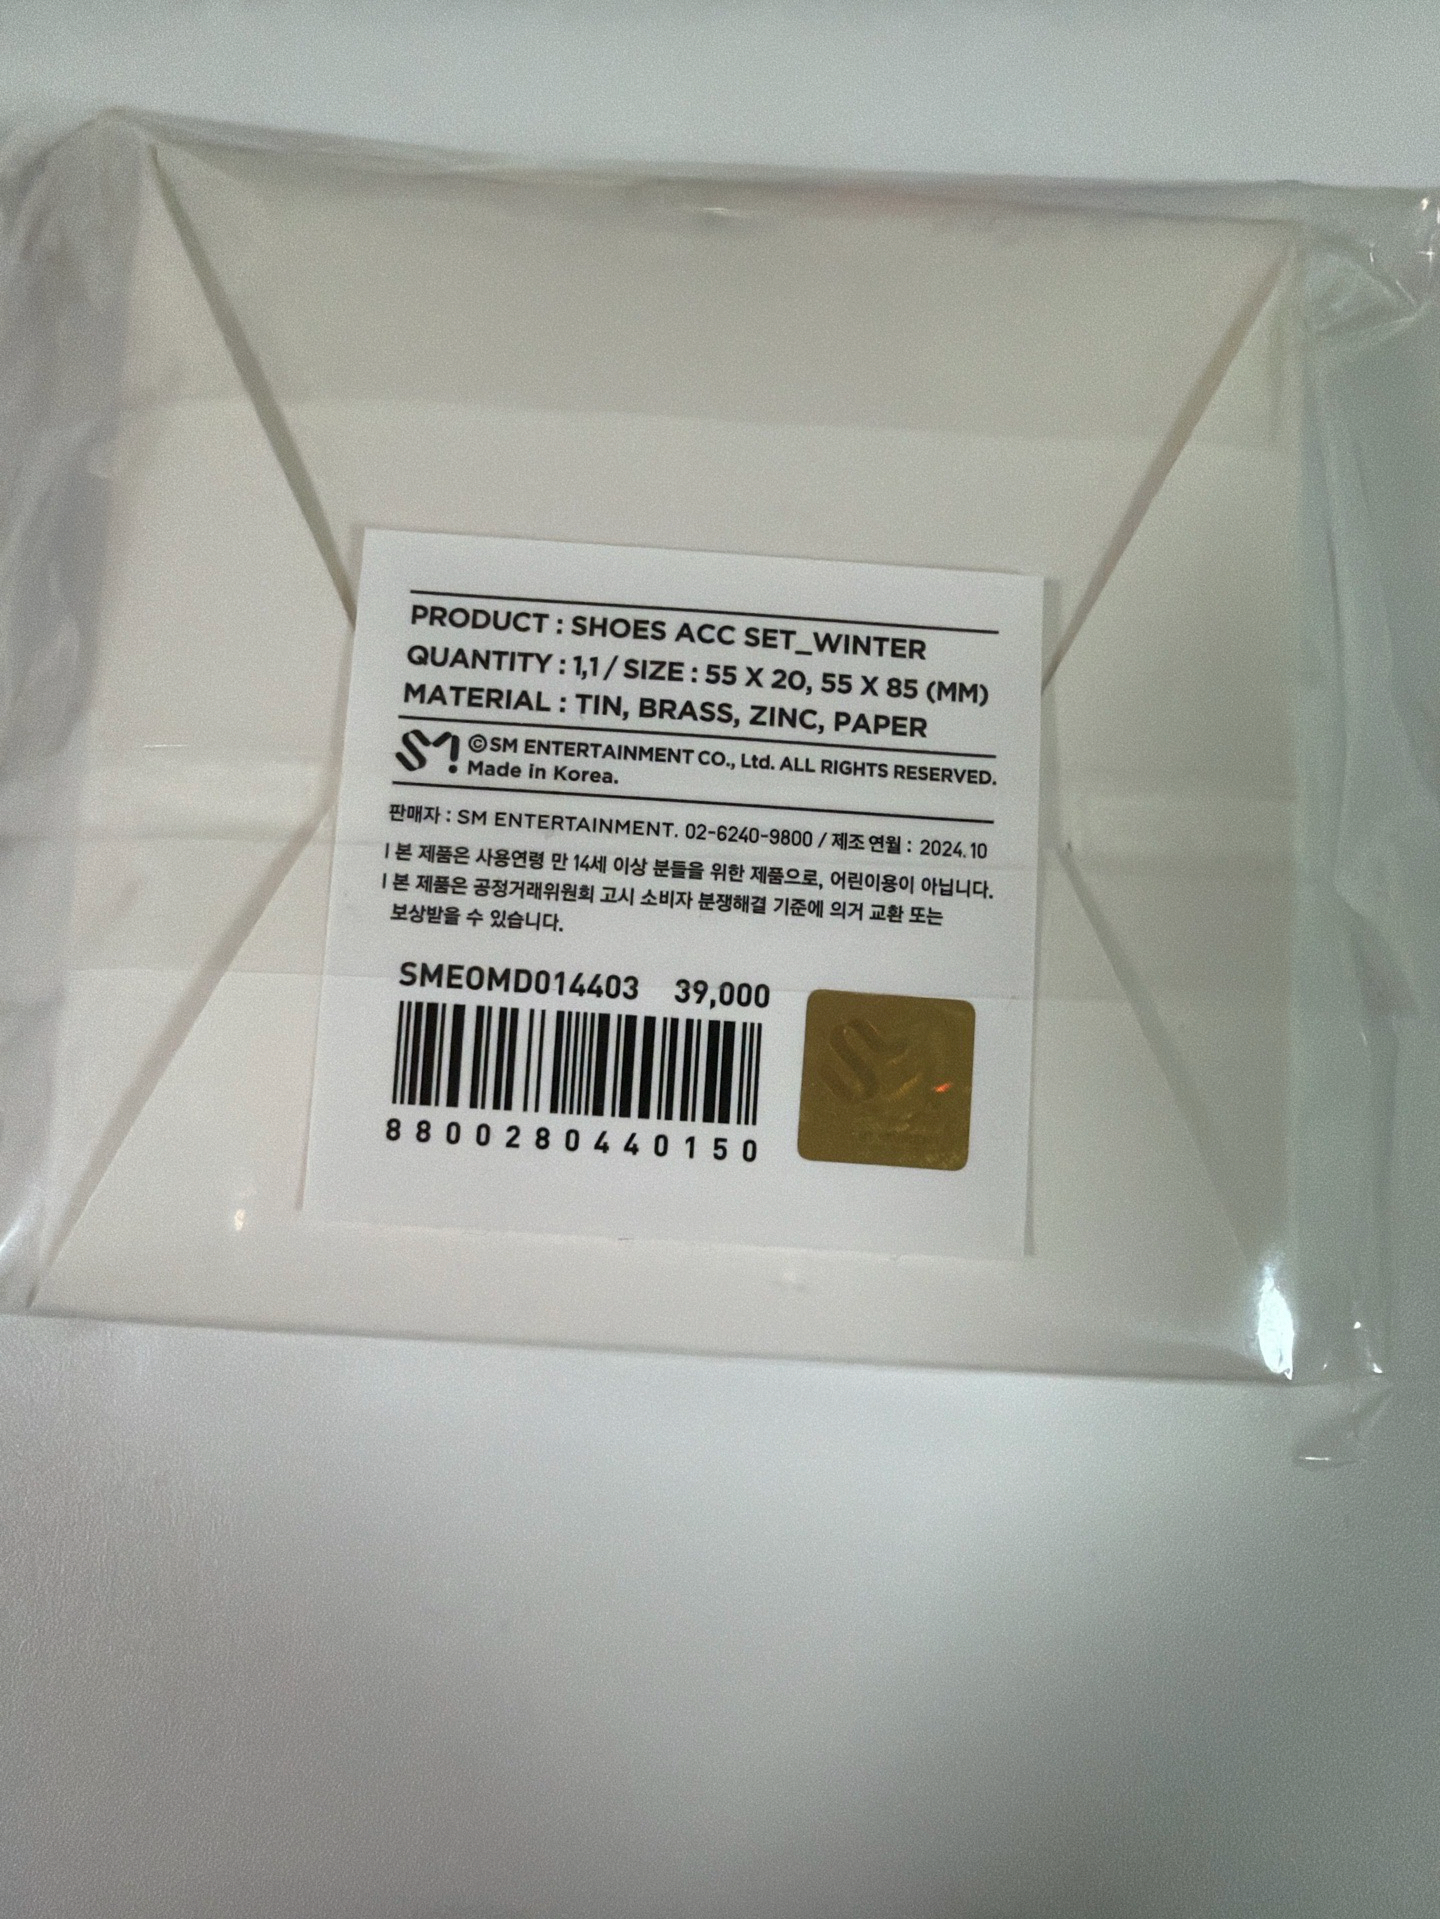 PRODUCT : SHOES ACC SET_WINTER
QUANTITY : 1,1 / SIZE : 55 X 20, 55 X 85 (MM)
MATERIAL : TIN, BRASS, ZINC, PAPER
SM! ©SM ENTERTAINMENT CO., Ltd. ALL RIGHTS RESERVED.
Made in Korea.
판매자 : SM ENTERTAINMENT. 02-6240-9800 / 제조연월 : 2024.10
| 본 제품은 사용연령 만 14세 이상 분들을 위한 제품으로, 어린이용이 아닙니다.
| 본 제품은 공정거래위원회 고시 소비자 분쟁해결 기준에 의거 교환 또는
보상받을 수 있습니다.
SMEOMD014403 39,000
8800280440150